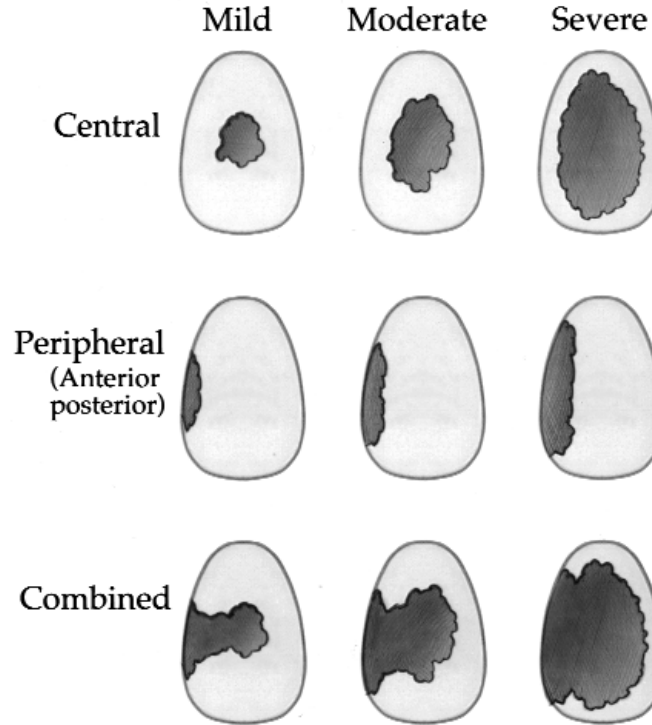 Mild Moderate Severe
Central
Peripheral
(Anterior
posterior)
Combined